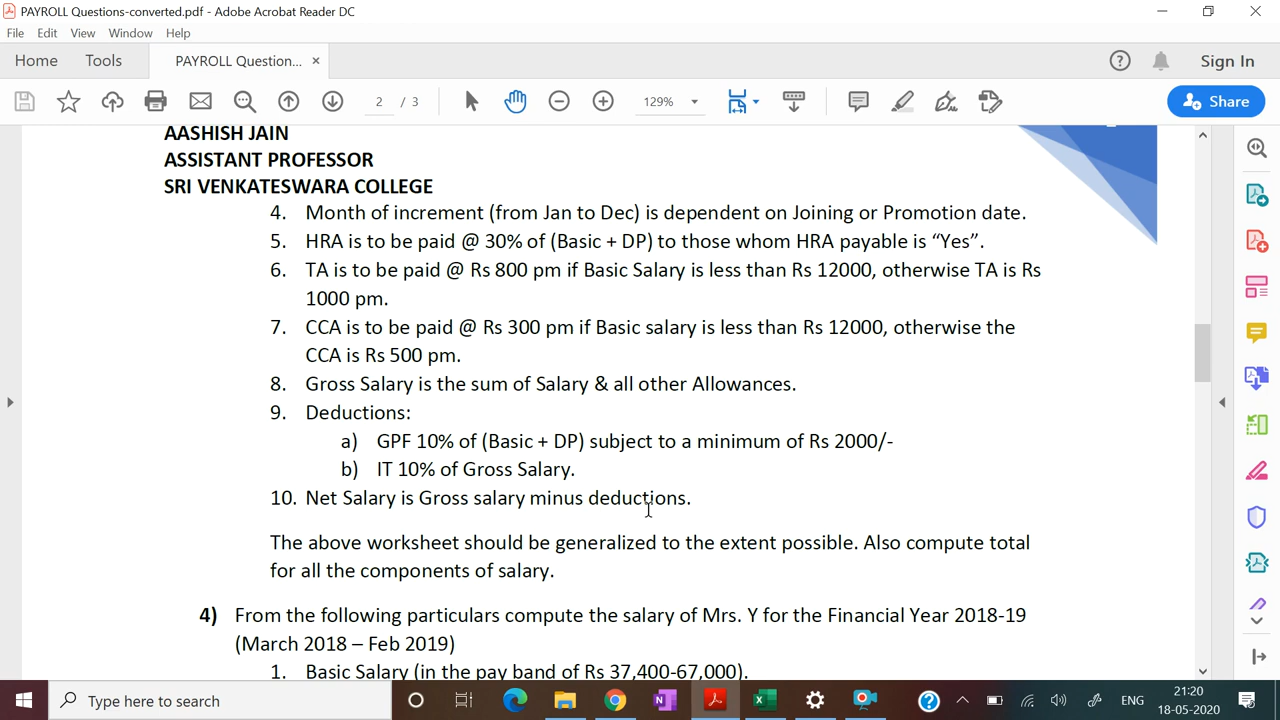 PAYROLL Questions-converted.pdf - Adobe Acrobat Reader DC
File Edit View Window Help
Home Tools PAYROLL Question... × Sign In
2 / 3 129% Share
AASHISH JAIN
ASSISTANT PROFESSOR
SRI VENKATESWARA COLLEGE
4. Month of increment (from Jan to Dec) is dependent on Joining or Promotion date.
5. HRA is to be paid @ 30% of (Basic + DP) to those whom HRA payable is “Yes”.
6. TA is to be paid @ Rs 800 pm if Basic Salary is less than Rs 12000, otherwise TA is Rs
1000 pm.
7. CCA is to be paid @ Rs 300 pm if Basic salary is less than Rs 12000, otherwise the
CCA is Rs 500 pm.
8. Gross Salary is the sum of Salary & all other Allowances.
9. Deductions:
a) GPF 10% of (Basic + DP) subject to a minimum of Rs 2000/-
b) IT 10% of Gross Salary.
10. Net Salary is Gross salary minus deductions.
The above worksheet should be generalized to the extent possible. Also compute total
for all the components of salary.
4) From the following particulars compute the salary of Mrs. Y for the Financial Year 2018-19
(March 2018 – Feb 2019)
1. Basic Salary (in the pay band of Rs 37,400-67,000).
Type here to search ENG 21:20
18-05-2020